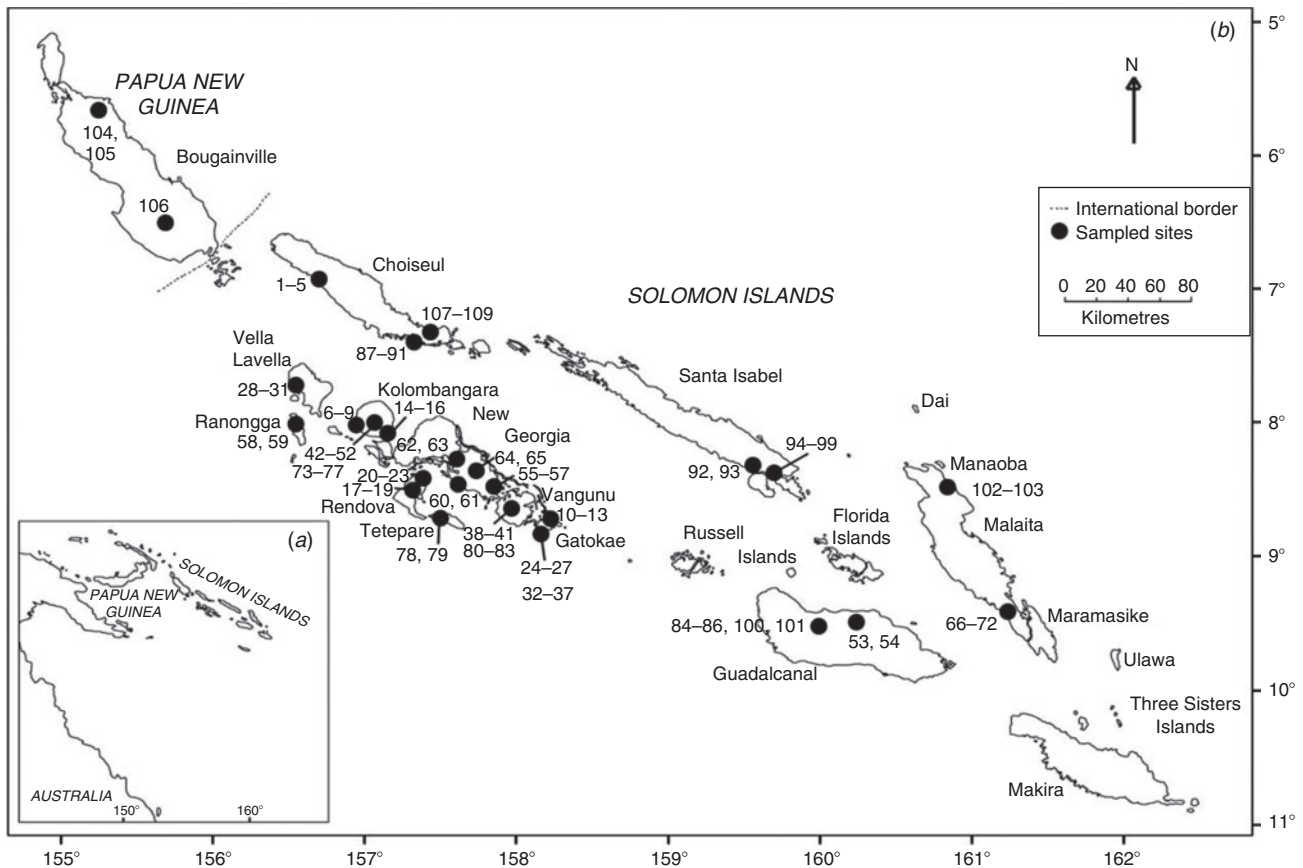 (b)
5°
PAPUA NEW
GUINEA
N
104,
105
Bougainville
6°
106
International border
Sampled sites
0 20 40 60 80
Kilometres
Choiseul
1–5
SOLOMON ISLANDS
7°
107–109
87–91
Vella
Lavella
28–31
Santa Isabel
Kolombangara
6–9
14–16
New
Georgia
Dai
8°
Ranongga
58, 59
42–52
73–77
62, 63
64, 65
55–57
20–23
17–19
60, 61
Rendova
Vangunu
10–13
Tetepare
78, 79
38–41
80–83
Gatokae
24–27
32–37
92, 93
94–99
Manaoba
102–103
Malaita
Florida
Islands
Russell
Islands
9°
84–86, 100, 101
53, 54
Guadalcanal
66–72
Maramasike
Ulawa
10°
Three Sisters
Islands
Makira
11°
(a)
SOLOMON ISLANDS
PAPUA NEW
GUINEA
AUSTRALIA
150°
160°
155° 156° 157° 158° 159° 160° 161° 162°